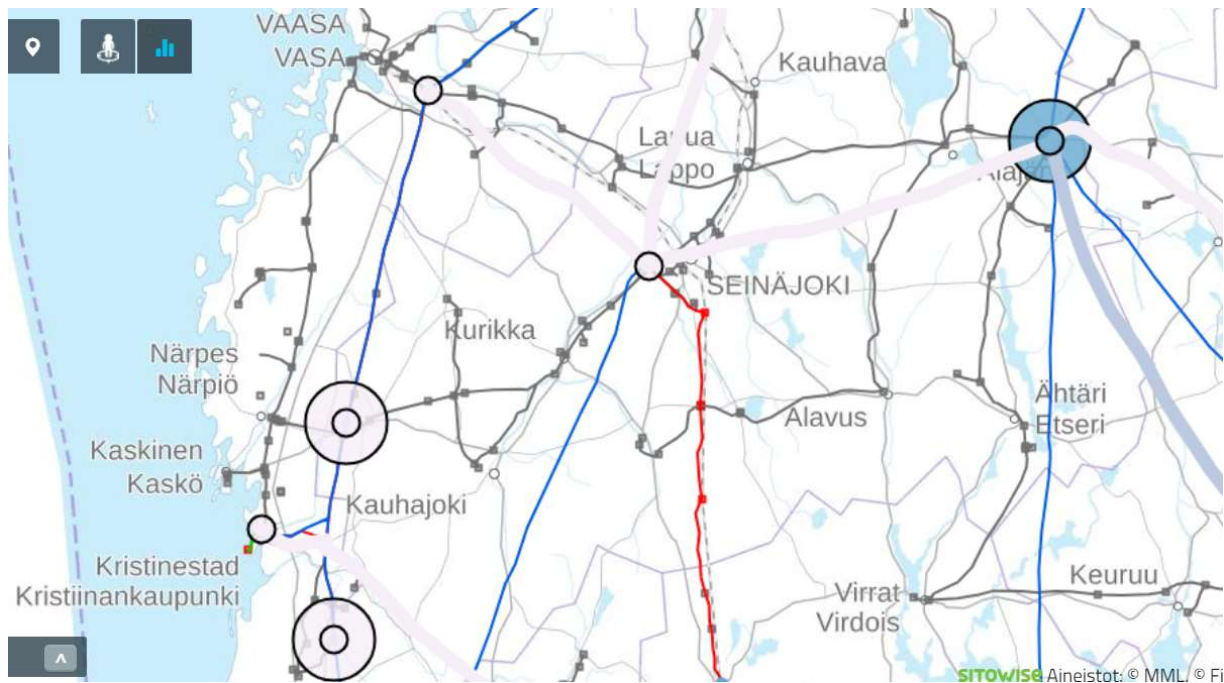 VAASA
VASA
Kauhava
Lapua
Lappo
SEINÄJOKI
Kurikka
Närpes
Närpiö
Ähtäri
Etseri
Alavus
Kaskinen
Kaskö
Kauhajoki
Kristinestad
Kristiinankaupunki
Keuruu
Virrat
Virdois
sitowise Aineistot: © MML, © Fi